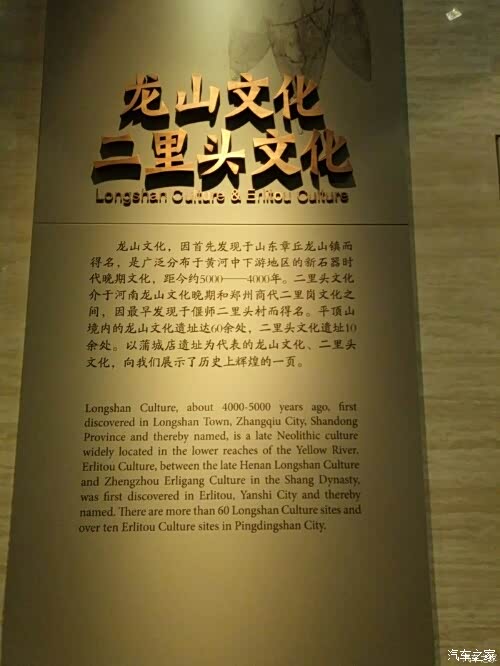 龙山文化
二里头文化
Longshan Culture & Erlitou Culture
龙山文化，因首先发现于山东章丘龙山镇而
得名，是广泛分布于黄河中下游地区的新石器时
代晚期文化，距今约5000——4000年。二里头文化
介于河南龙山文化晚期和郑州商代二里岗文化之
间，因最早发现于偃师二里头村而得名。平顶山
境内的龙山文化遗址达60余处，二里头文化遗址10
余处。以蒲城店遗址为代表的龙山文化、二里头
文化，向我们展示了历史上辉煌的一页。
Longshan Culture, about 4000-5000 years ago, first
discovered in Longshan Town, Zhangqiu City, Shandong
Province and thereby named, is a late Neolithic culture
widely located in the lower reaches of the Yellow River.
Erlitou Culture, between the late Henan Longshan Culture
and Zhengzhou Erligang Culture in the Shang Dynasty,
was first discovered in Erlitou, Yanshi City and thereby
named. There are more than 60 Longshan Culture sites and
over ten Erlitou Culture sites in Pingdingshan City.
汽车之家